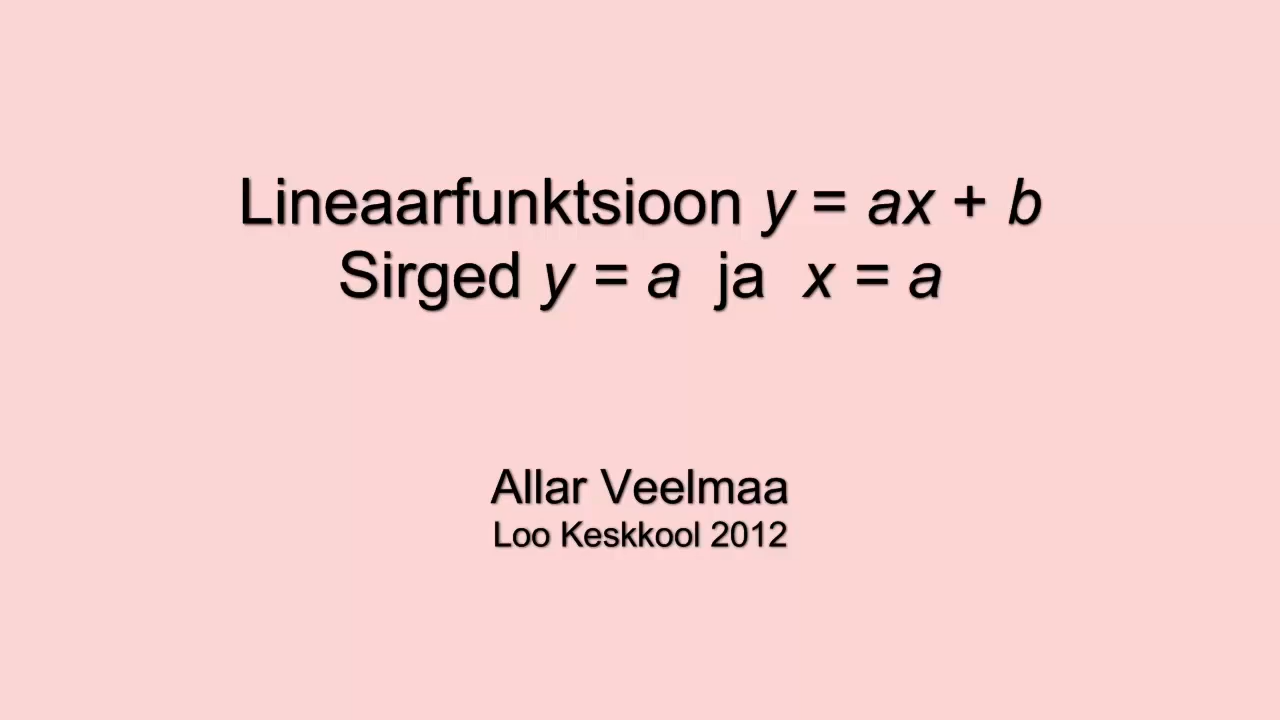 Lineaarfunktsioon y = ax + b
Sirged y = a ja x = a
Allar Veelmaa
Loo Keskkool 2012